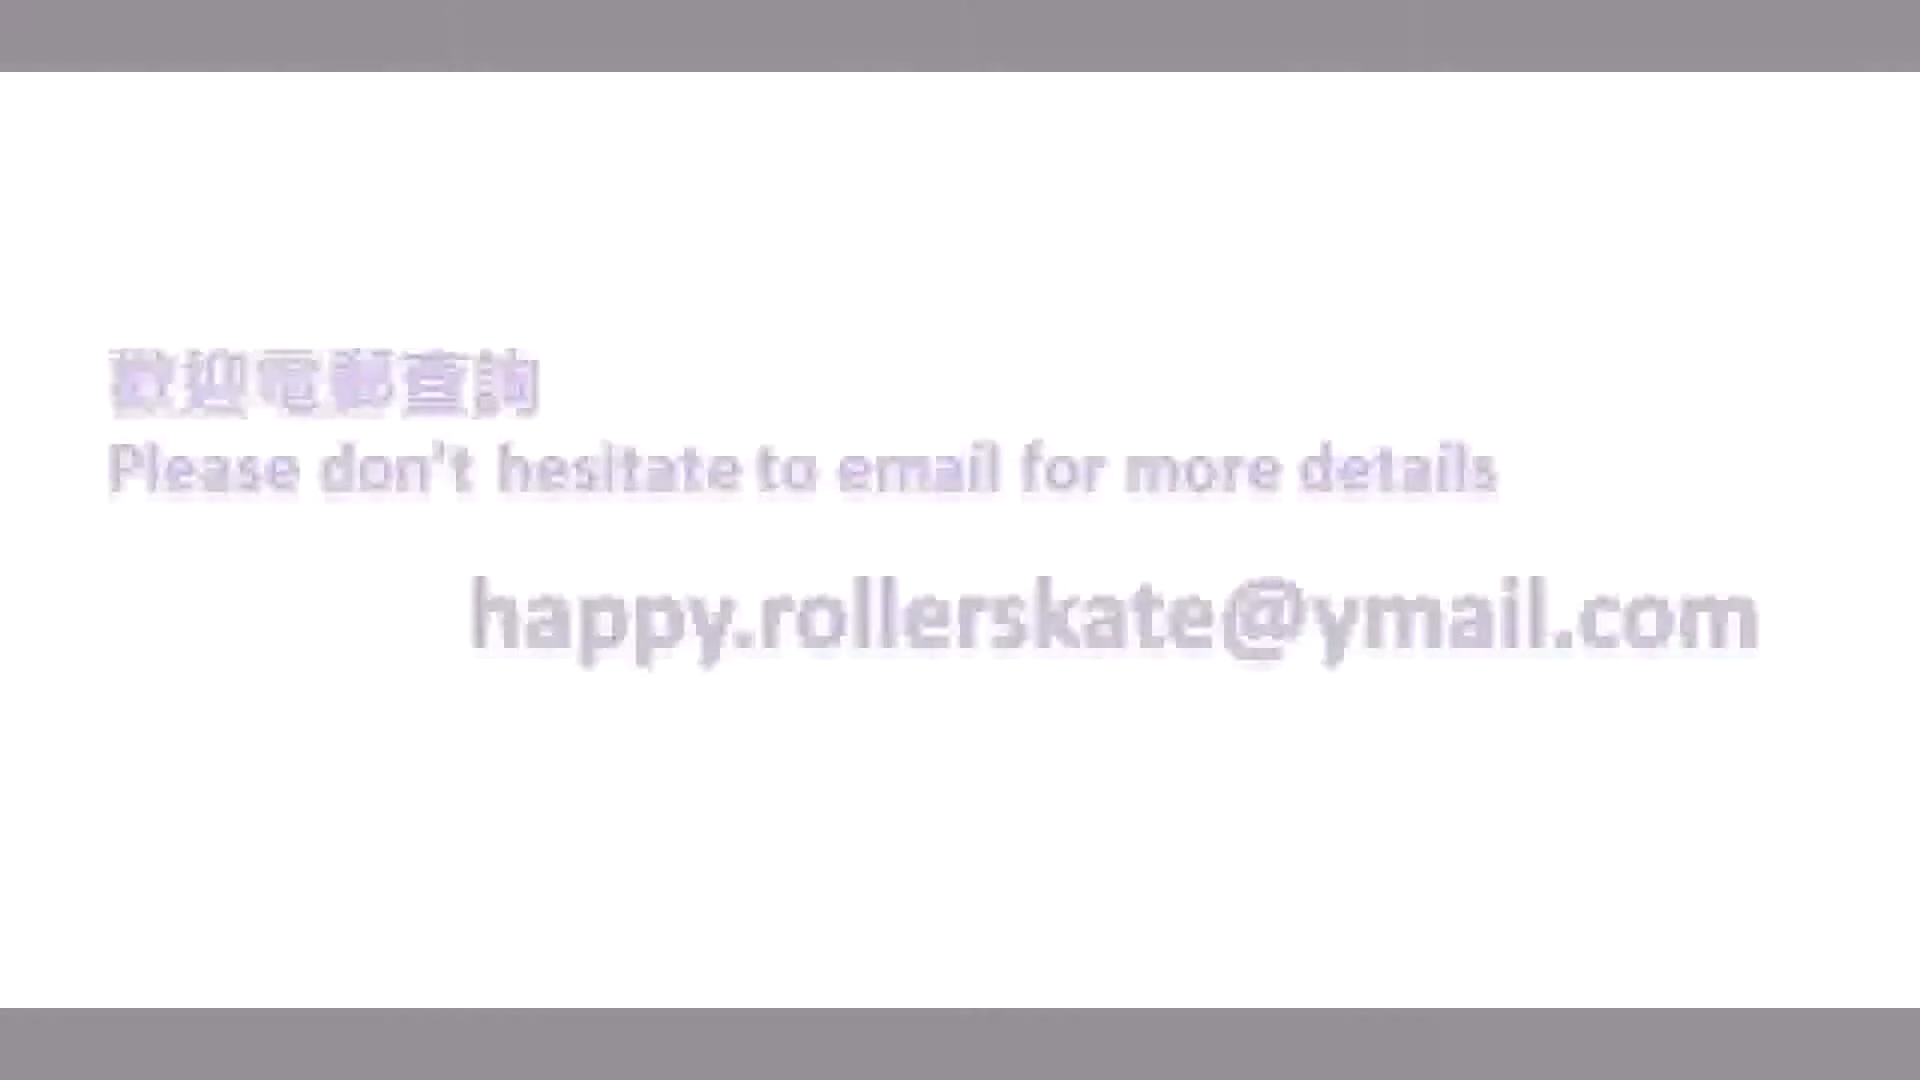 歡迎電郵查詢
Please don't hesitate to email for more details
happy.rollerskate@ymail.com